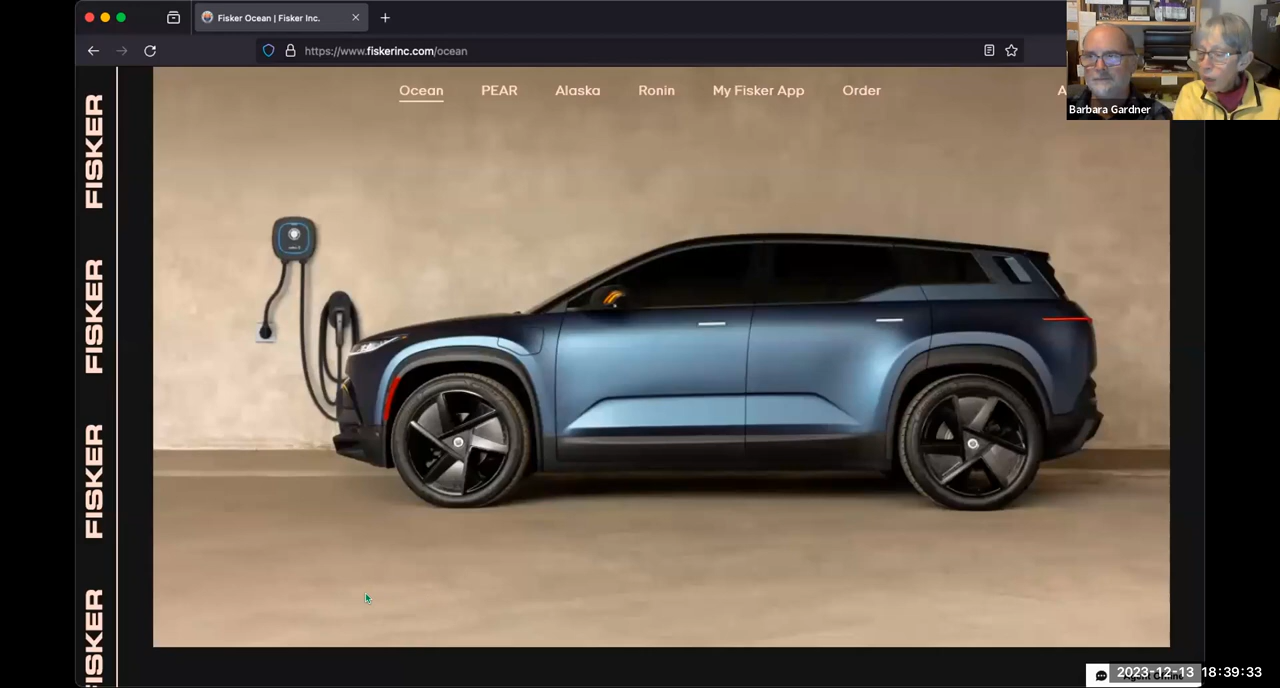 Fisker Ocean | Fisker Inc.
https://www.fiskerinc.com/ocean
Ocean
PEAR
Alaska
Ronin
My Fisker App
Order
A
Barbara Gardner
FISKER
FISKER
FISKER
ISKER
2023-12-13 18:39:33